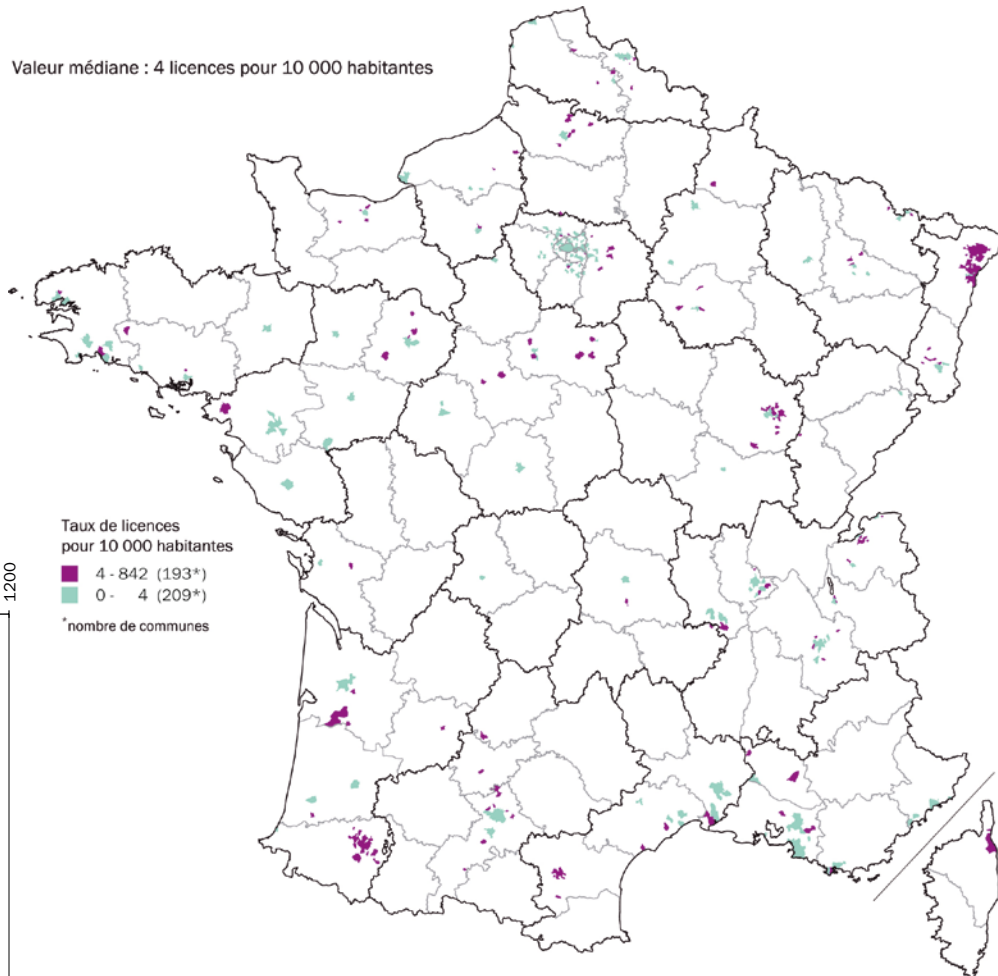 Valeur médiane : 4 licences pour 10 000 habitantes
Taux de licences
pour 10 000 habitantes
4 - 842 (193*)
0 - 4 (209*)
*nombre de communes
1200